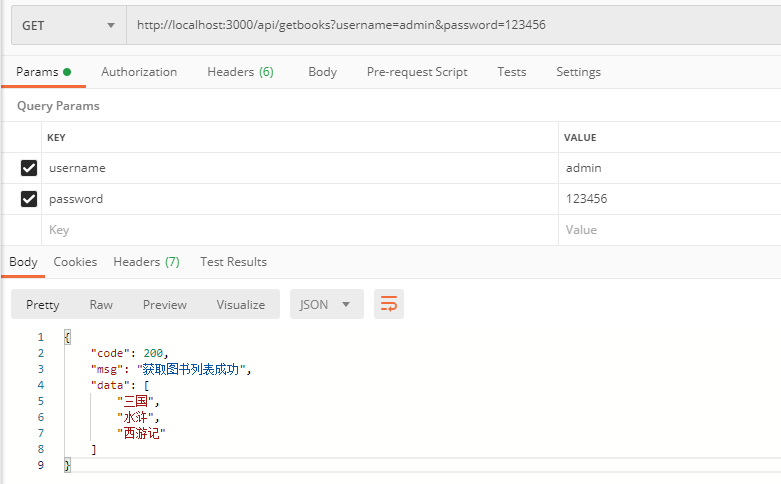 GET http://localhost:3000/api/getbooks?username=admin&password=123456
Params Authorization Headers (6) Body Pre-request Script Tests Settings
Query Params
KEY VALUE
username admin
password 123456
Key Value
Body Cookies Headers (7) Test Results
Pretty Raw Preview Visualize JSON
1 {
2 "code": 200,
3 "msg": "获取图书列表成功",
4 "data": [
5 "三国",
6 "水浒",
7 "西游记"
8 ]
9 }